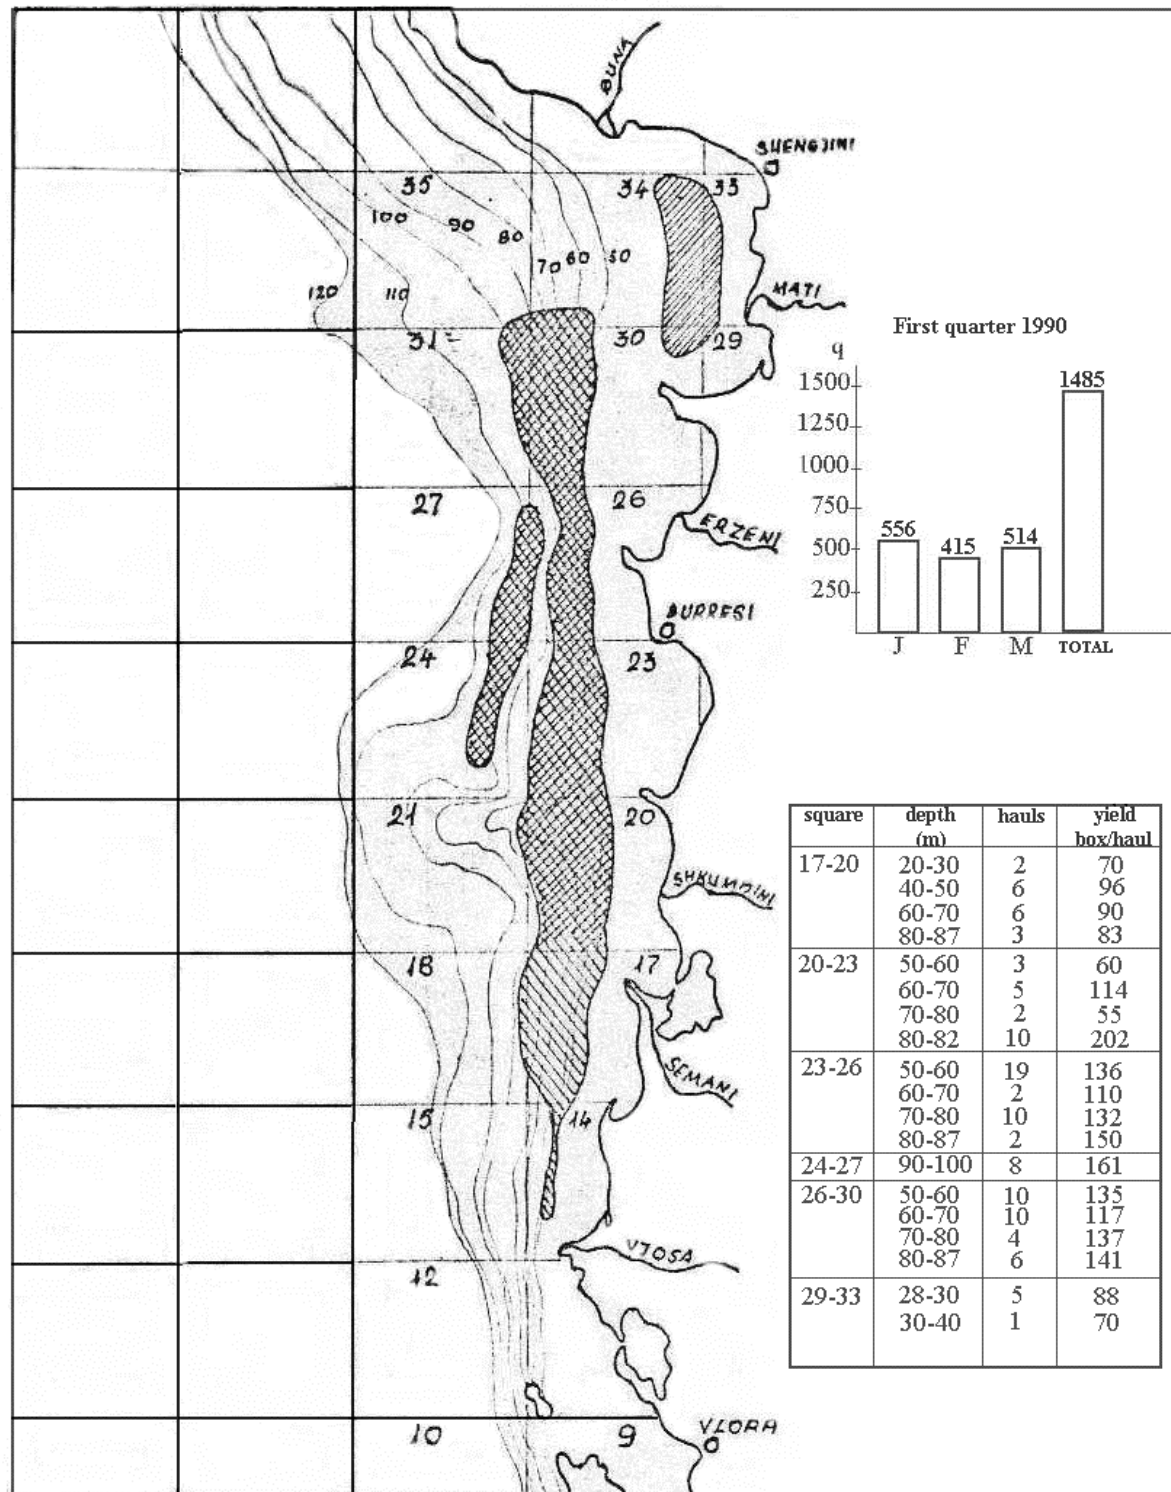 BUNA
SHENGJINI
35
34
33
100
90
80
70
60
50
120
110
MATI
31
30
29
27
26
ERZENI
DURRESI
24
23
21
20
SHKUMBINI
18
17
SEMANI
15
14
VJOSA
12
10
9
VLORA
First quarter 1990
q
1500
1250
1000
750
500
250
556
415
514
1485
J F M TOTAL
square depth (m) hauls yield box/haul
17-20 20-30 2 70
40-50 6 96
60-70 6 90
80-87 3 83
20-23 50-60 3 60
60-70 5 114
70-80 2 55
80-82 10 202
23-26 50-60 19 136
60-70 2 110
70-80 10 132
80-87 2 150
24-27 90-100 8 161
26-30 50-60 10 135
60-70 10 117
70-80 4 137
80-87 6 141
29-33 28-30 5 88
30-40 1 70